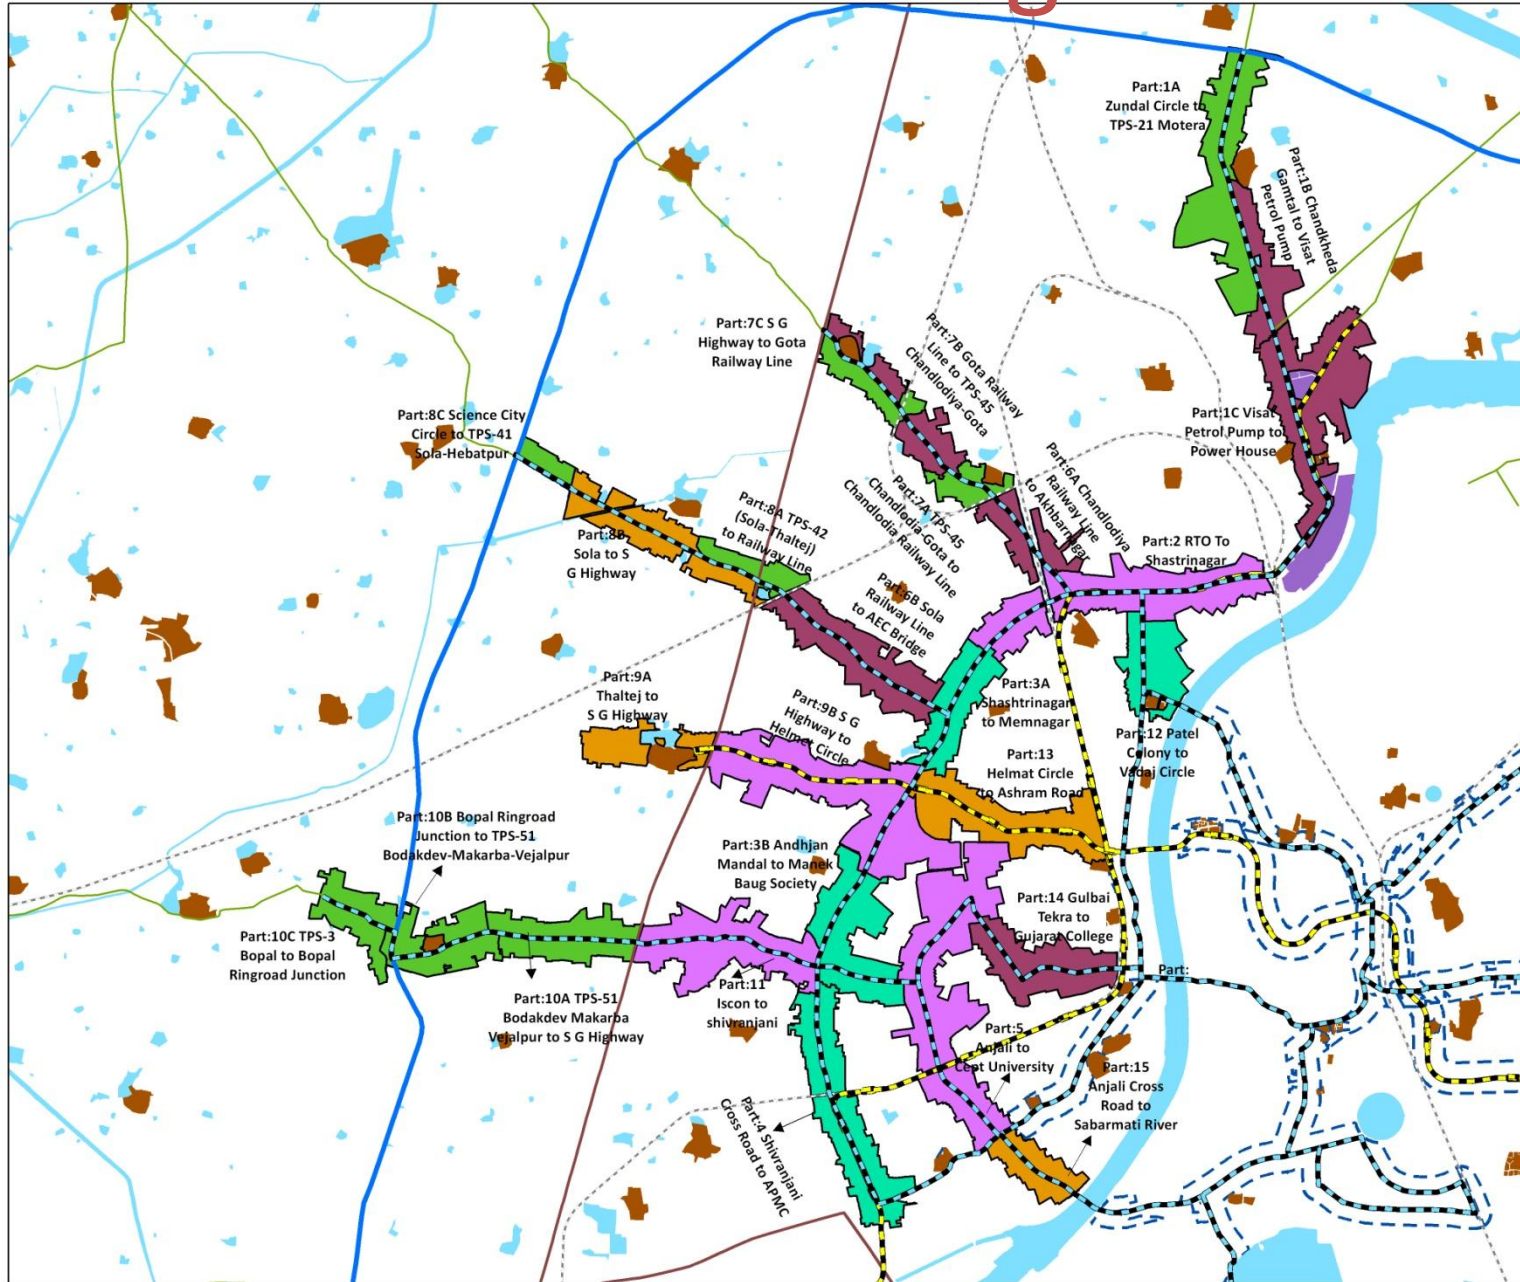 Part:1A
Zundal Circle to
TPS-21 Motera
Part:1B Chandkheda
Gamtal to Visat
Petrol Pump
Part:7C S G
Highway to Gota
Railway Line
Part:7B Gota Railway
Line to TPS-45
Chandlodiya-Gota
Part:1C Visat
Petrol Pump to
Power House
Part:8C Science City
Circle to TPS-41
Sola-Hebatpur
Part:6A Chandlodiya
Railway Line
to Akhbarnagar
Part:7A TPS-45
Chandlodia-Gota to
Chandlodia Railway Line
Part:8A TPS-42
(Sola-Thaltej)
to Railway Line
Part:8B
Sola to S
G Highway
Part:2 RTO To
Shastrinagar
Part:6B Sola
Railway Line
to AEC Bridge
Part:9A
Thaltej to
S G Highway
Part:9B S G
Highway to
Helmet Circle
Part:3A
Shashtrinagar
to Memnagar
Part:12 Patel
Colony to
Vadaj Circle
Part:13
Helmat Circle
to Ashram Road
Part:10B Bopal Ringroad
Junction to TPS-51
Bodakdev-Makarba-Vejalpur
Part:3B Andhjan
Mandal to Manek
Baug Society
Part:14 Gulbai
Tekra to
Gujarat College
Part:10C TPS-3
Bopal to Bopal
Ringroad Junction
Part:
Part:11
Iscon to
shivranjani
Part:10A TPS-51
Bodakdev Makarba
Vejalpur to S G Highway
Part:5
Anjali to
Cept University
Part:15
Anjali Cross
Road to
Sabarmati River
Part:4 Shivranjani
Cross Road to APMC